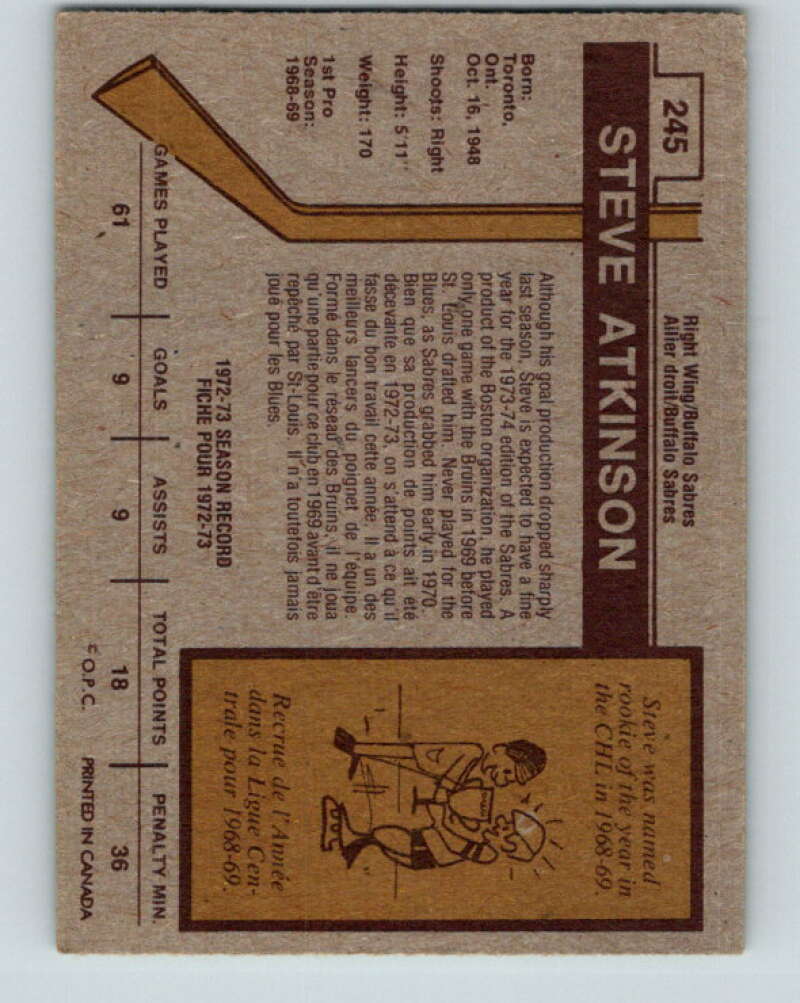 245
Right Wing/Buffalo Sabres
Ailier droit/Buffalo Sabres
STEVE ATKINSON
Born:
Toronto,
Ont.
Oct. 16, 1948
Shoots: Right
Height: 5'11"
Weight: 170
1st Pro
Season:
1968-69
Although his goal production dropped sharply
last season, Steve is expected to have a fine
year for the 1973-74 edition of the Sabres. A
product of the Boston organzation, he played
only one game with the Bruins in 1969 before
St. Louis drafted him. Never played for the
Blues, as Sabres grabbed him early in 1970.
Bien que sa production de points ait été
décevante en 1972-73, on s'attend à ce qu'il
fasse du bon travail cette année. Il a un des
meilleurs lancers du poignet de l'équipe.
Formé dans le réseau des Bruins, il ne joua
qu'une partie pour ce club en 1969 avant d'être
repêché par St-Louis. Il n'a toutefois jamais
joué pour les Blues.
Steve was named
rookie of the year in
the CHL in 1968-69.
Recrue de l'Année
dans la Ligue Cen-
trale pour 1968-69.
1972-73 SEASON RECORD
FICHE POUR 1972-73
GAMES PLAYED GOALS ASSISTS TOTAL POINTS PENALTY MIN.
61 9 9 18 36
© O.P.C. PRINTED IN CANADA